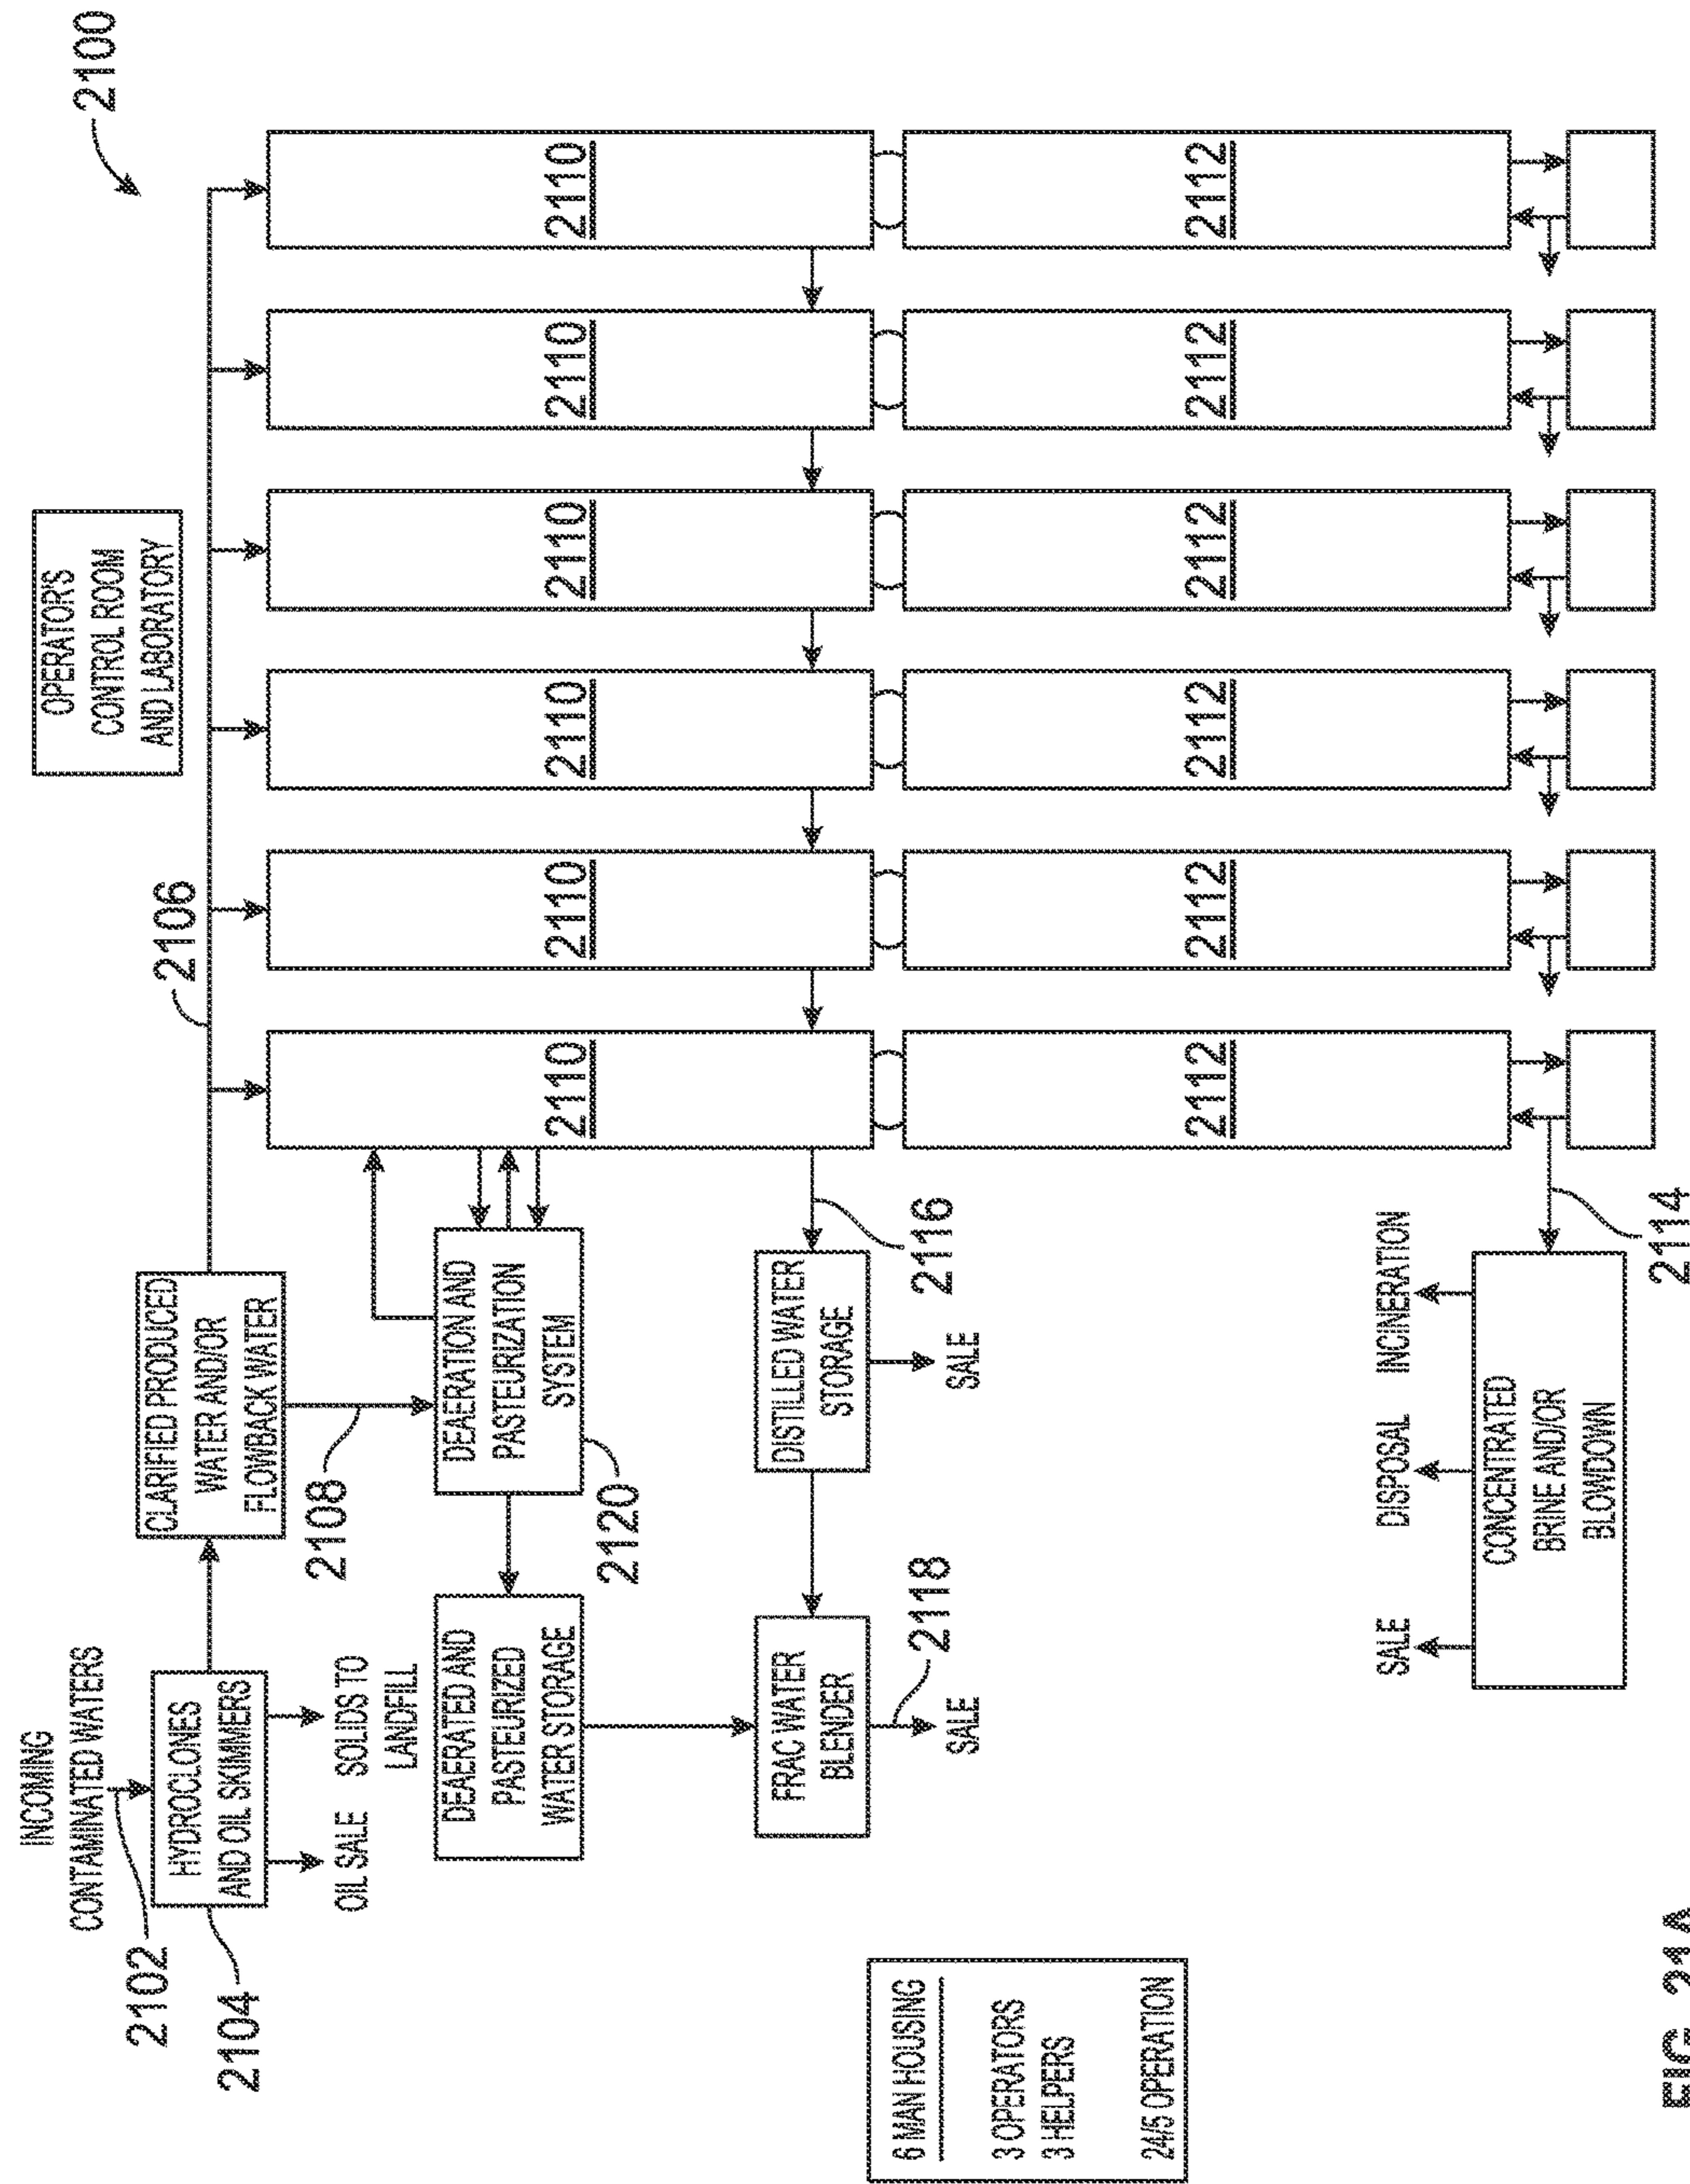 2100
OPERATOR'S
CONTROL ROOM
AND LABORATORY
INCOMING
CONTAMINATED WATERS
2102
HYDROCLONES
AND OIL SKIMMERS
2104
OIL SALE
SOLIDS TO
LANDFILL
CLARIFIED PRODUCED
WATER AND/OR
FLOWBACK WATER
2106
2108
DEAERATION AND
PASTEURIZATION
SYSTEM
2120
DEAERATED AND
PASTEURIZED
WATER STORAGE
2110
2110
2110
2110
2110
2110
DISTILLED WATER
STORAGE
2116
SALE
FRAC WATER
BLENDER
2118
SALE
2112
2112
2112
2112
2112
2112
6 MAN HOUSING
3 OPERATORS
3 HELPERS
24/5 OPERATION
SALE
DISPOSAL
INCINERATION
CONCENTRATED
BRINE AND/OR
BLOWDOWN
2114
FIG. 21A